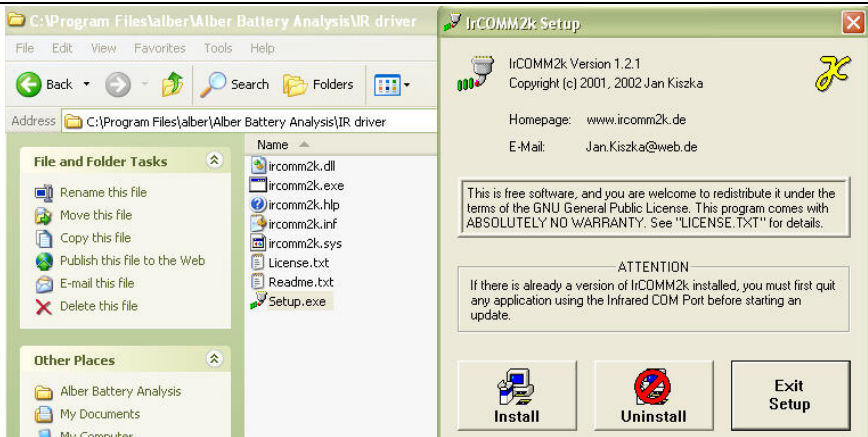 C:\Program Files\alber\Alber Battery Analysis\IR driver
File Edit View Favorites Tools Help
Back Search Folders
Address C:\Program Files\alber\Alber Battery Analysis\IR driver
File and Folder Tasks
Rename this file
Move this file
Copy this file
Publish this file to the Web
E-mail this file
Delete this file
Other Places
Alber Battery Analysis
My Documents
My Computer
Name
ircomm2k.dll
ircomm2k.exe
ircomm2k.hlp
ircomm2k.inf
ircomm2k.sys
License.txt
Readme.txt
Setup.exe
IrCOMM2k Setup
IrCOMM2k Version 1.2.1
Copyright (c) 2001, 2002 Jan Kiszka
Homepage: www.ircomm2k.de
E-Mail: Jan.Kiszka@web.de
This is free software, and you are welcome to redistribute it under the
terms of the GNU General Public License. This program comes with
ABSOLUTELY NO WARRANTY. See "LICENSE.TXT" for details.
ATTENTION
If there is already a version of IrCOMM2k installed, you must first quit
any application using the Infrared COM Port before starting an
update.
Install
Uninstall
Exit
Setup